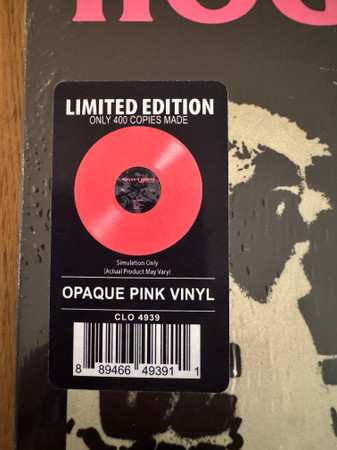 LIMITED EDITION
ONLY 400 COPIES MADE
Simulation Only
(Actual Product May Vary)
OPAQUE PINK VINYL
CLO 4939
8 89466 49391 1